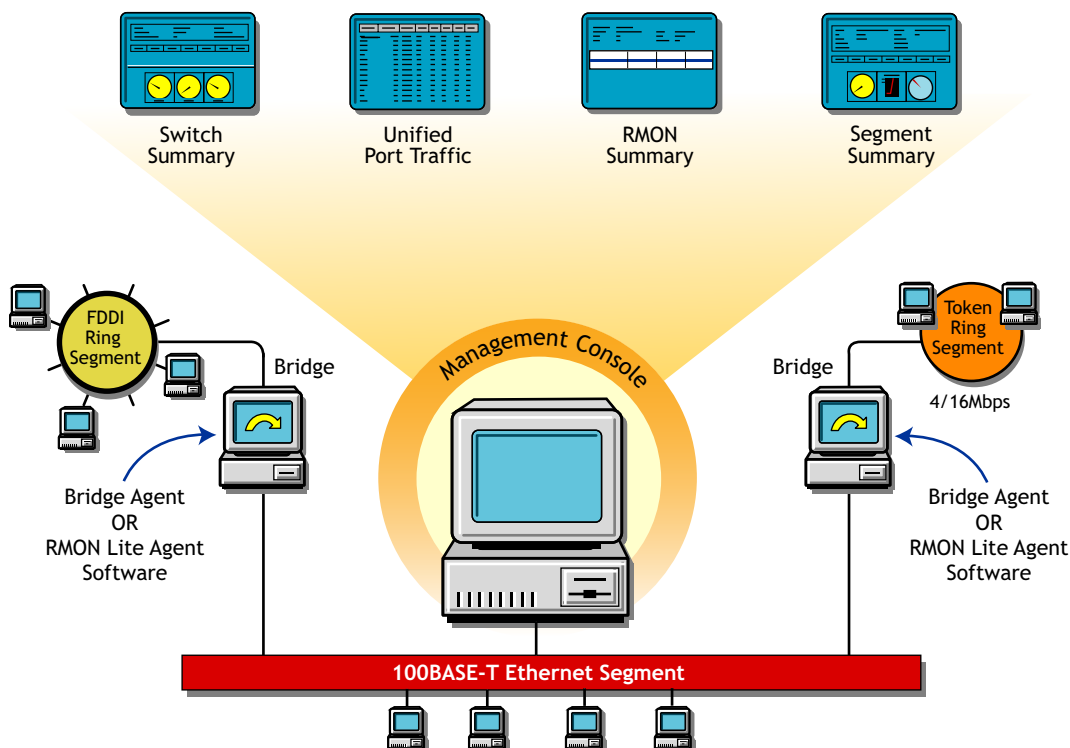 Switch
Summary
Unified
Port Traffic
RMON
Summary
Segment
Summary
FDDI
Ring
Segment
Bridge
Management Console
Bridge
Token
Ring
Segment
4/16Mbps
Bridge Agent
OR
RMON Lite Agent
Software
Bridge Agent
OR
RMON Lite Agent
Software
100BASE-T Ethernet Segment